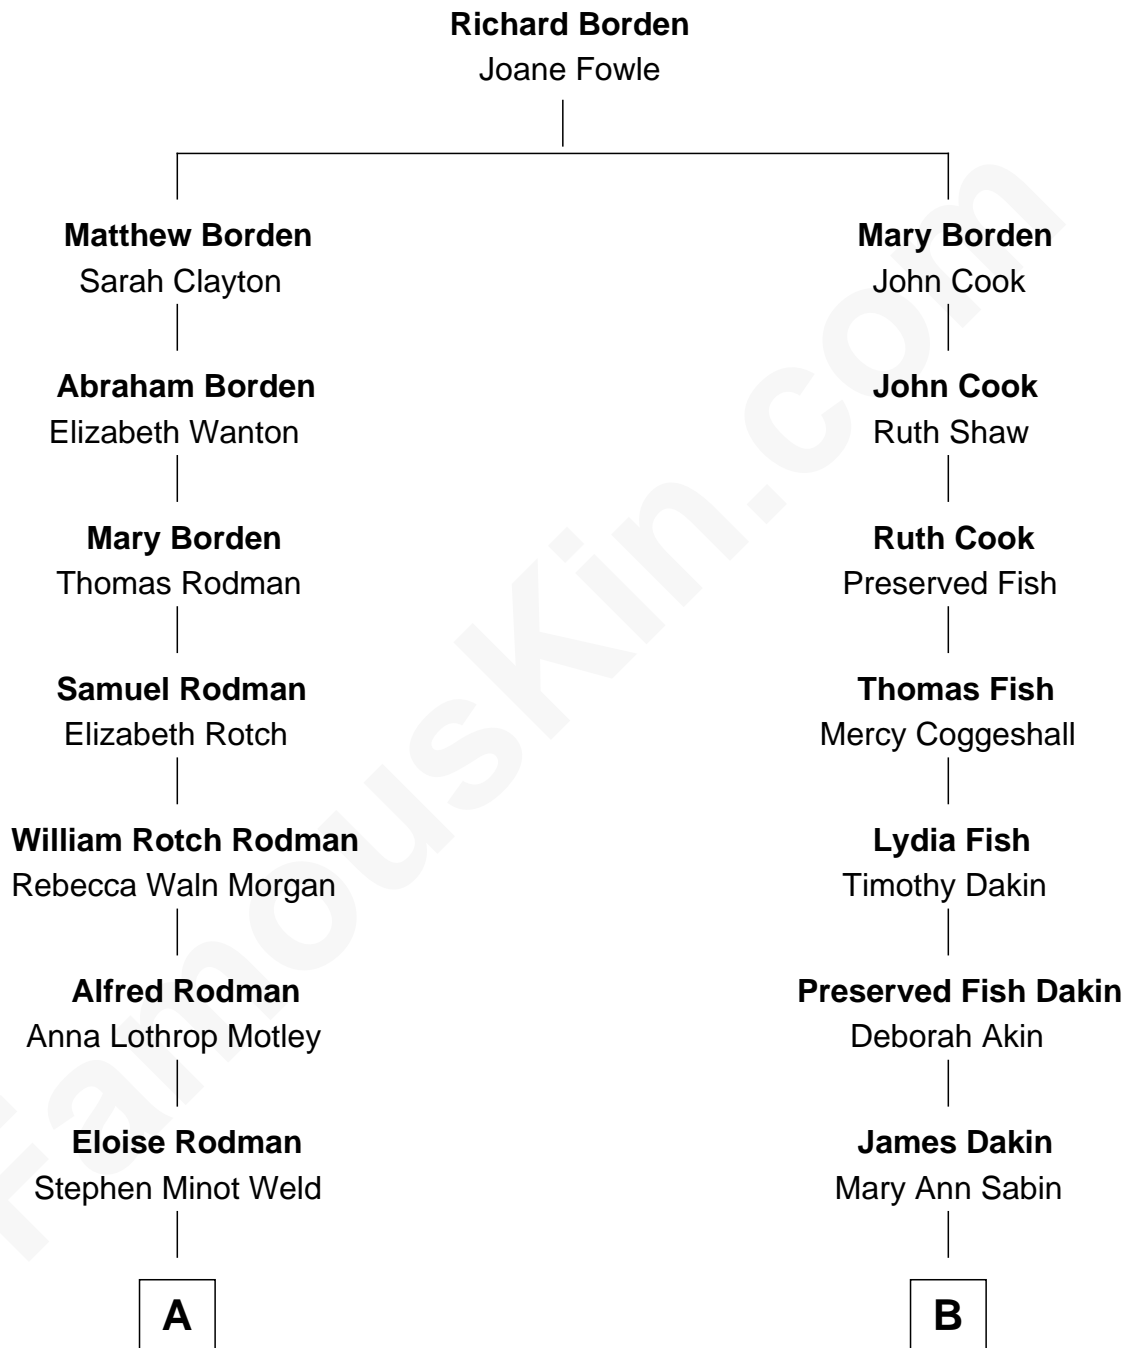 Richard Borden
Joane Fowle
Matthew Borden
Sarah Clayton
Abraham Borden
Elizabeth Wanton
Mary Borden
Thomas Rodman
Samuel Rodman
Elizabeth Rotch
William Rotch Rodman
Rebecca Waln Morgan
Alfred Rodman
Anna Lothrop Motley
Eloise Rodman
Stephen Minot Weld
A
Mary Borden
John Cook
John Cook
Ruth Shaw
Ruth Cook
Preserved Fish
Thomas Fish
Mercy Coggeshall
Lydia Fish
Timothy Dakin
Preserved Fish Dakin
Deborah Akin
James Dakin
Mary Ann Sabin
B
FamousKin.com